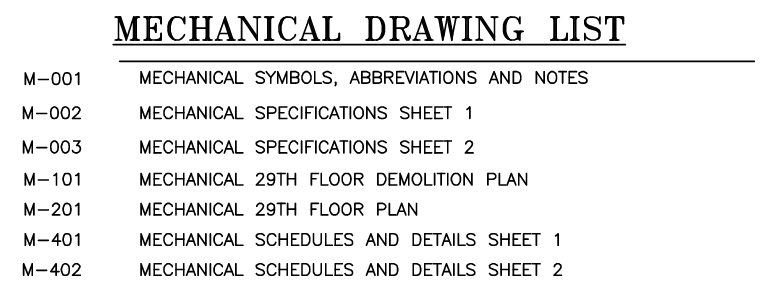 MECHANICAL DRAWING LIST
M-001 MECHANICAL SYMBOLS, ABBREVIATIONS AND NOTES
M-002 MECHANICAL SPECIFICATIONS SHEET 1
M-003 MECHANICAL SPECIFICATIONS SHEET 2
M-101 MECHANICAL 29TH FLOOR DEMOLITION PLAN
M-201 MECHANICAL 29TH FLOOR PLAN
M-401 MECHANICAL SCHEDULES AND DETAILS SHEET 1
M-402 MECHANICAL SCHEDULES AND DETAILS SHEET 2